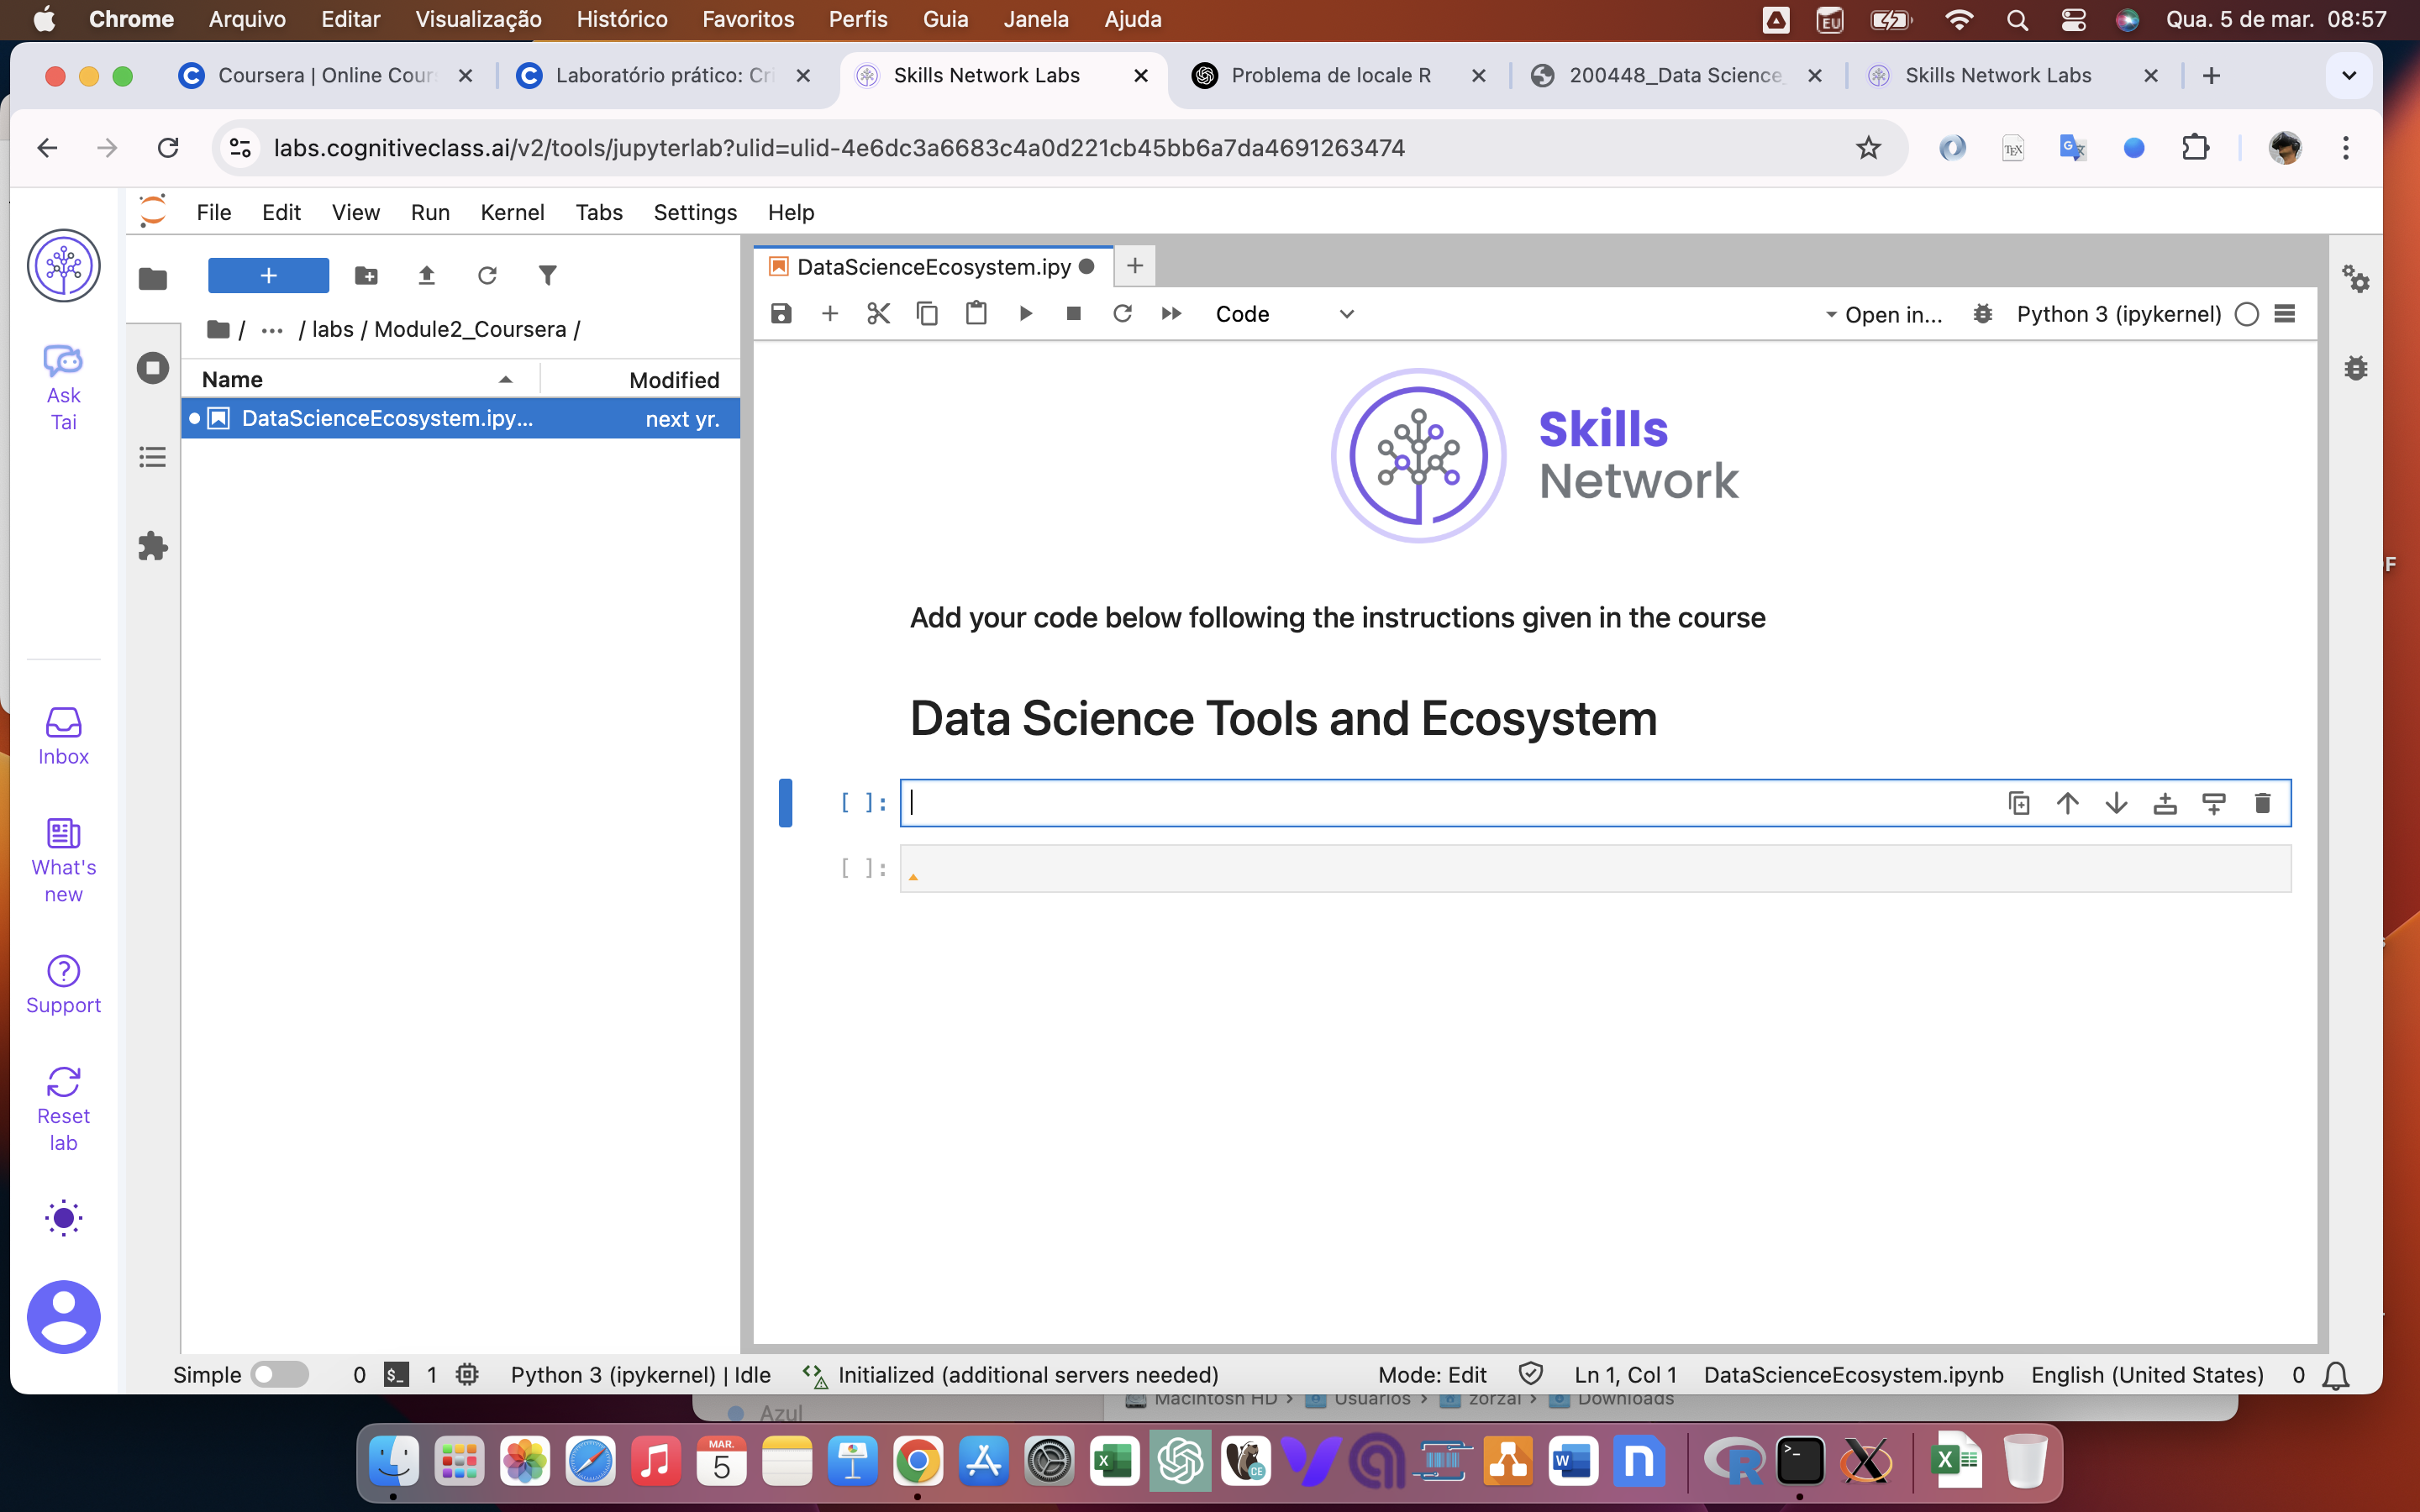 Chrome Arquivo Editar Visualização Histórico Favoritos Perfis Guia Janela Ajuda EU Qua. 5 de mar. 08:57
Coursera | Online Cour Laboratório prático: Cri Skills Network Labs Problema de locale R 200448_Data Science_ Skills Network Labs
labs.cognitiveclass.ai/v2/tools/jupyterlab?ulid=ulid-4e6dc3a6683c4a0d221cb45bb6a7da4691263474 TEX G
File Edit View Run Kernel Tabs Settings Help
Ask
Tai
Inbox
What's
new
Support
Reset
lab
/ ... / labs / Module2_Coursera /
Name Modified
DataScienceEcosystem.ipy... next yr.
DataScienceEcosystem.ipy
Code Open in... Python 3 (ipykernel)
Skills
Network
Add your code below following the instructions given in the course
Data Science Tools and Ecosystem
[ ]:
[ ]:
Simple 0 $_ 1 Python 3 (ipykernel) | Idle Initialized (additional servers needed) Mode: Edit Ln 1, Col 1 DataScienceEcosystem.ipynb English (United States) 0
Azul Macintosh HD › Usuários › zorzal › Downloads
F
MAR.
5
X
CE
W
n
R
>_
X
X